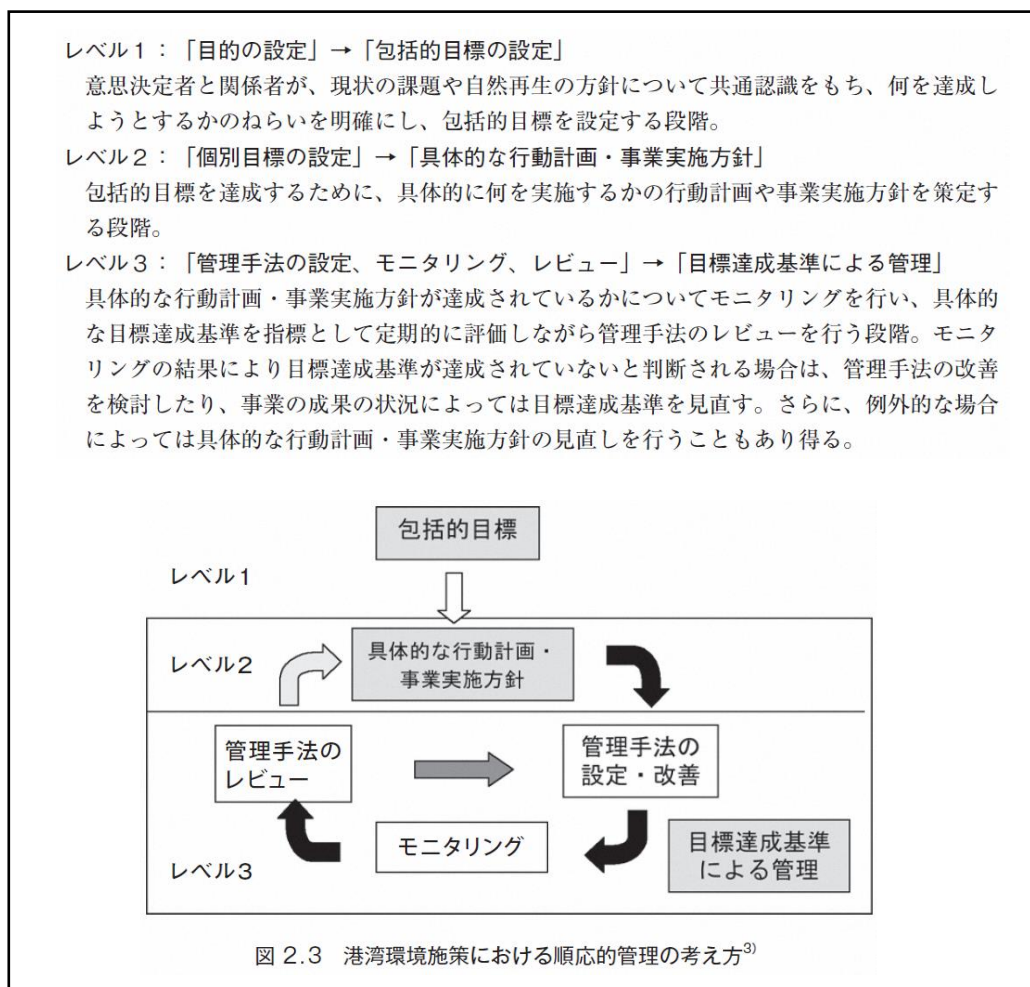 レベル1：「目的の設定」→「包括的目標の設定」
意思決定者と関係者が、現状の課題や自然再生の方針について共通認識をもち、何を達成し
ようとするかのねらいを明確にし、包括的目標を設定する段階。
レベル2：「個別目標の設定」→「具体的な行動計画・事業実施方針」
包括的目標を達成するために、具体的に何を実施するかの行動計画や事業実施方針を策定す
る段階。
レベル3：「管理手法の設定、モニタリング、レビュー」→「目標達成基準による管理」
具体的な行動計画・事業実施方針が達成されているかについてモニタリングを行い、具体的
な目標達成基準を指標として定期的に評価しながら管理手法のレビューを行う段階。モニタ
リングの結果により目標達成基準が達成されていないと判断される場合は、管理手法の改善
を検討したり、事業の成果の状況によっては目標達成基準を見直す。さらに、例外的な場合
によっては具体的な行動計画・事業実施方針の見直しを行うこともあり得る。
包括的目標
レベル1
レベル2
具体的な行動計画・
事業実施方針
管理手法の
レビュー
管理手法の
設定・改善
モニタリング
目標達成基準
による管理
レベル3
図 2.3 港湾環境施策における順応的管理の考え方3)